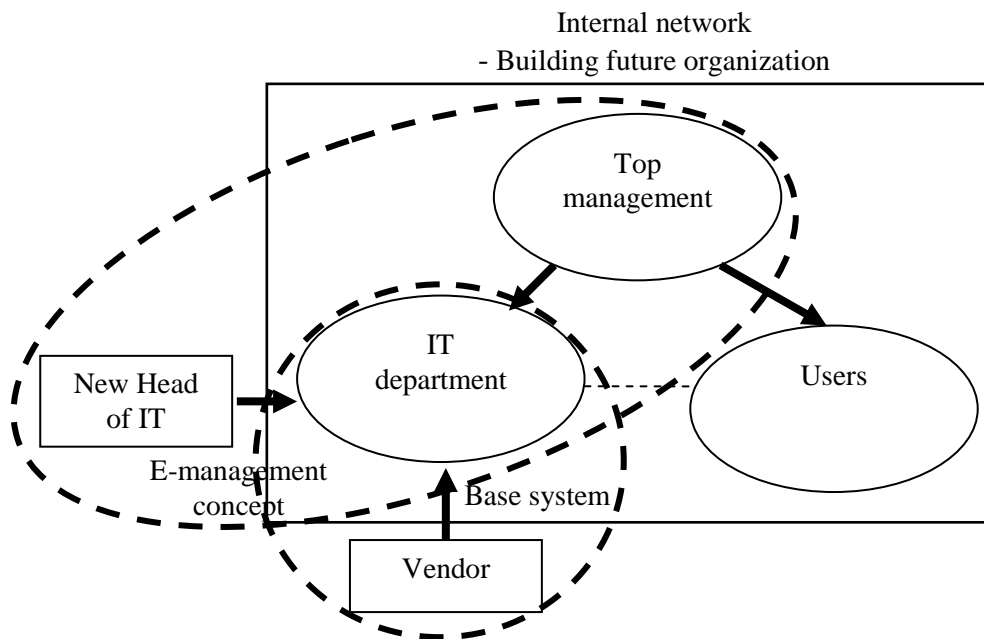 Internal network
- Building future organization
Top
management
IT
department
Users
New Head
of IT
E-management
concept
Base system
Vendor